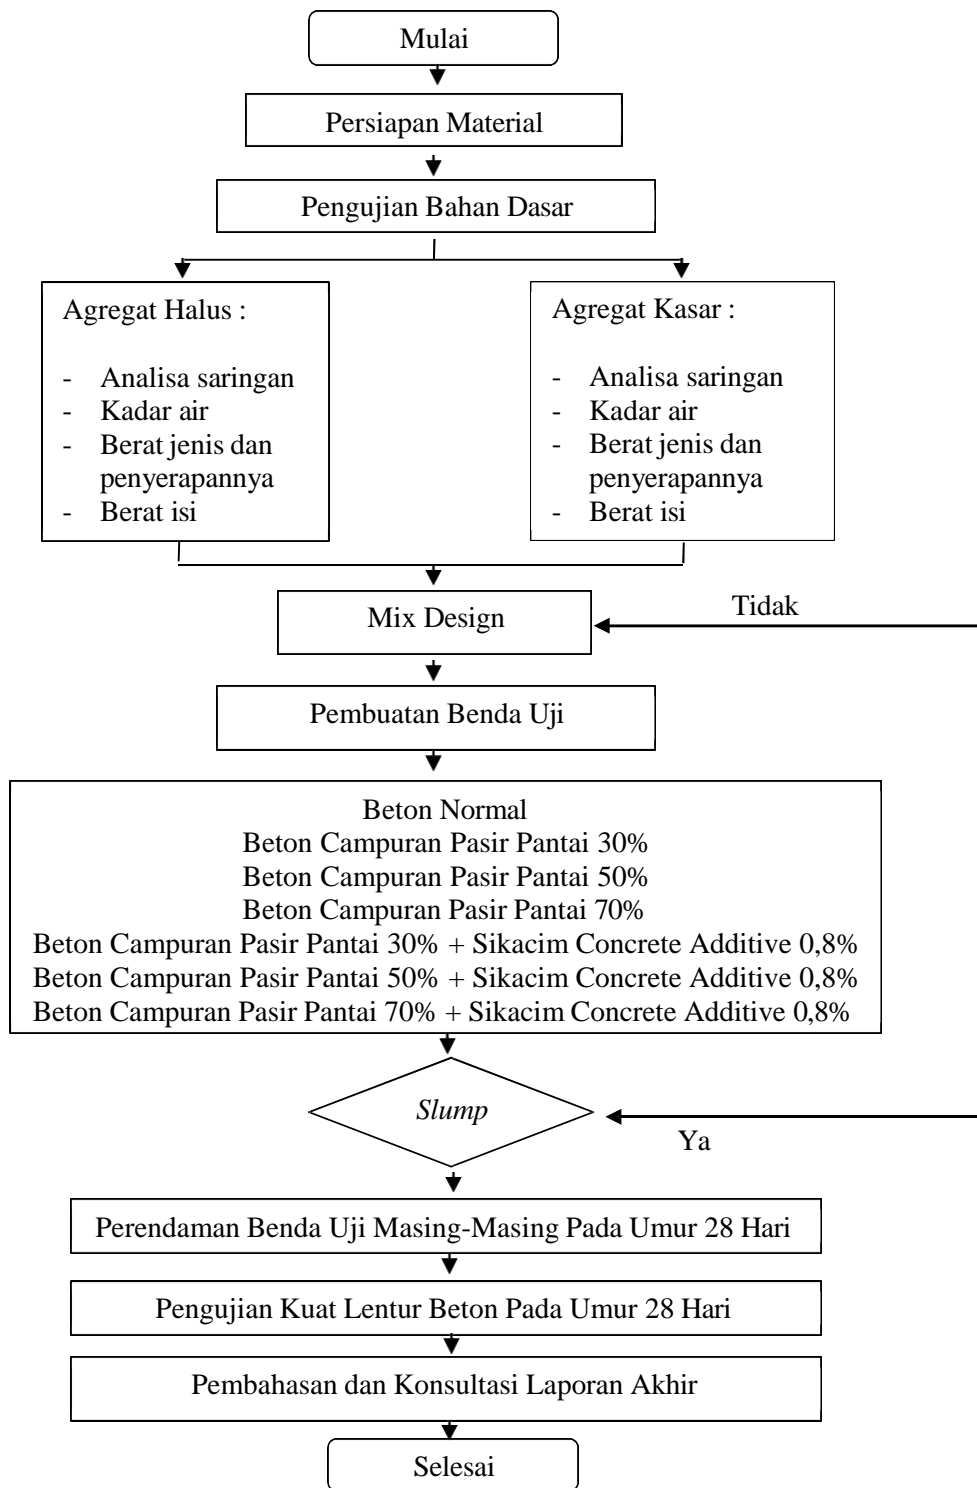 Mulai
Persiapan Material
Pengujian Bahan Dasar
Agregat Halus :
- Analisa saringan
- Kadar air
- Berat jenis dan
penyerapannya
- Berat isi
Agregat Kasar :
- Analisa saringan
- Kadar air
- Berat jenis dan
penyerapannya
- Berat isi
Mix Design
Tidak
Pembuatan Benda Uji
Beton Normal
Beton Campuran Pasir Pantai 30%
Beton Campuran Pasir Pantai 50%
Beton Campuran Pasir Pantai 70%
Beton Campuran Pasir Pantai 30% + Sikacim Concrete Additive 0,8%
Beton Campuran Pasir Pantai 50% + Sikacim Concrete Additive 0,8%
Beton Campuran Pasir Pantai 70% + Sikacim Concrete Additive 0,8%
Slump
Ya
Perendaman Benda Uji Masing-Masing Pada Umur 28 Hari
Pengujian Kuat Lentur Beton Pada Umur 28 Hari
Pembahasan dan Konsultasi Laporan Akhir
Selesai